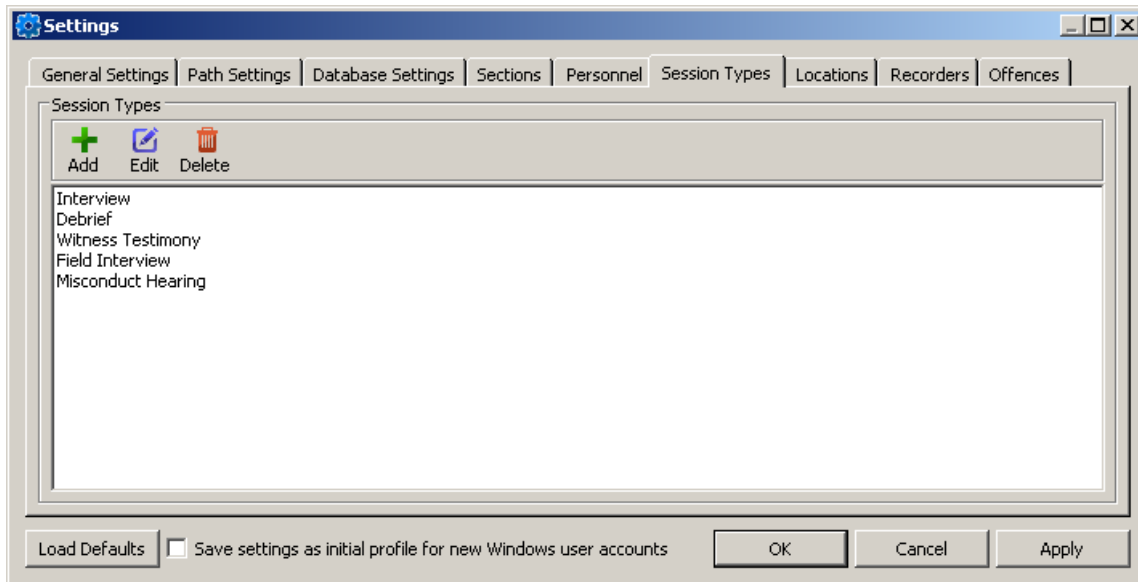 Settings
General Settings Path Settings Database Settings Sections Personnel Session Types Locations Recorders Offences
Session Types
Add Edit Delete
Interview
Debrief
Witness Testimony
Field Interview
Misconduct Hearing
Load Defaults Save settings as initial profile for new Windows user accounts OK Cancel Apply